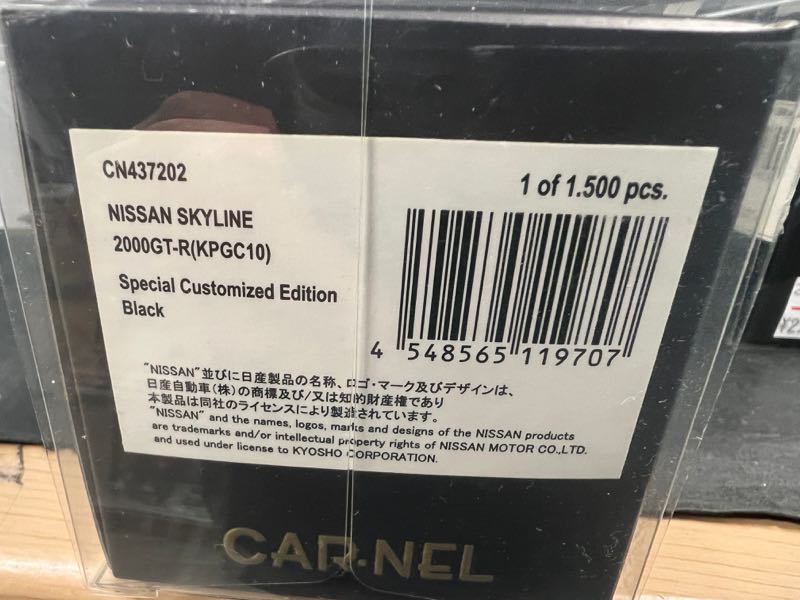 CN437202
1 of 1.500 pcs.
NISSAN SKYLINE
2000GT-R(KPGC10)
Special Customized Edition
Black
4 548565 119707
"NISSAN"並びに日産製品の名称、ロゴ・マーク及びデザインは、
日産自動車(株)の商標及び/又は知的財産権であり
本製品は同社のライセンスにより製造されています。
"NISSAN" and the names, logos, marks and designs of the NISSAN products
are trademarks and/or intellectual property rights of NISSAN MOTOR CO.,LTD.
and used under license to KYOSHO CORPORATION.
CAR·NEL